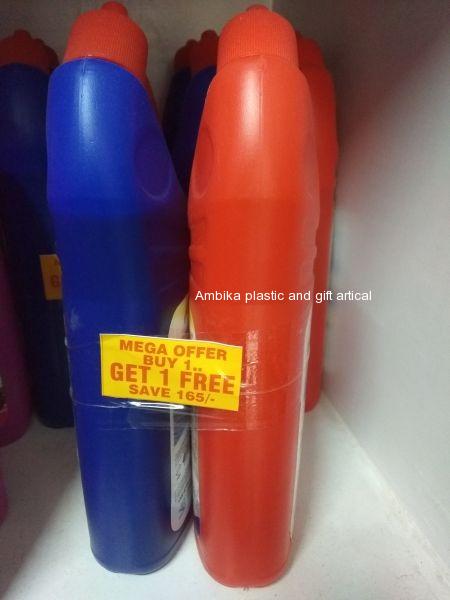 Ambika plastic and gift artical
MEGA OFFER
BUY 1..
GET 1 FREE
SAVE 165/-
G